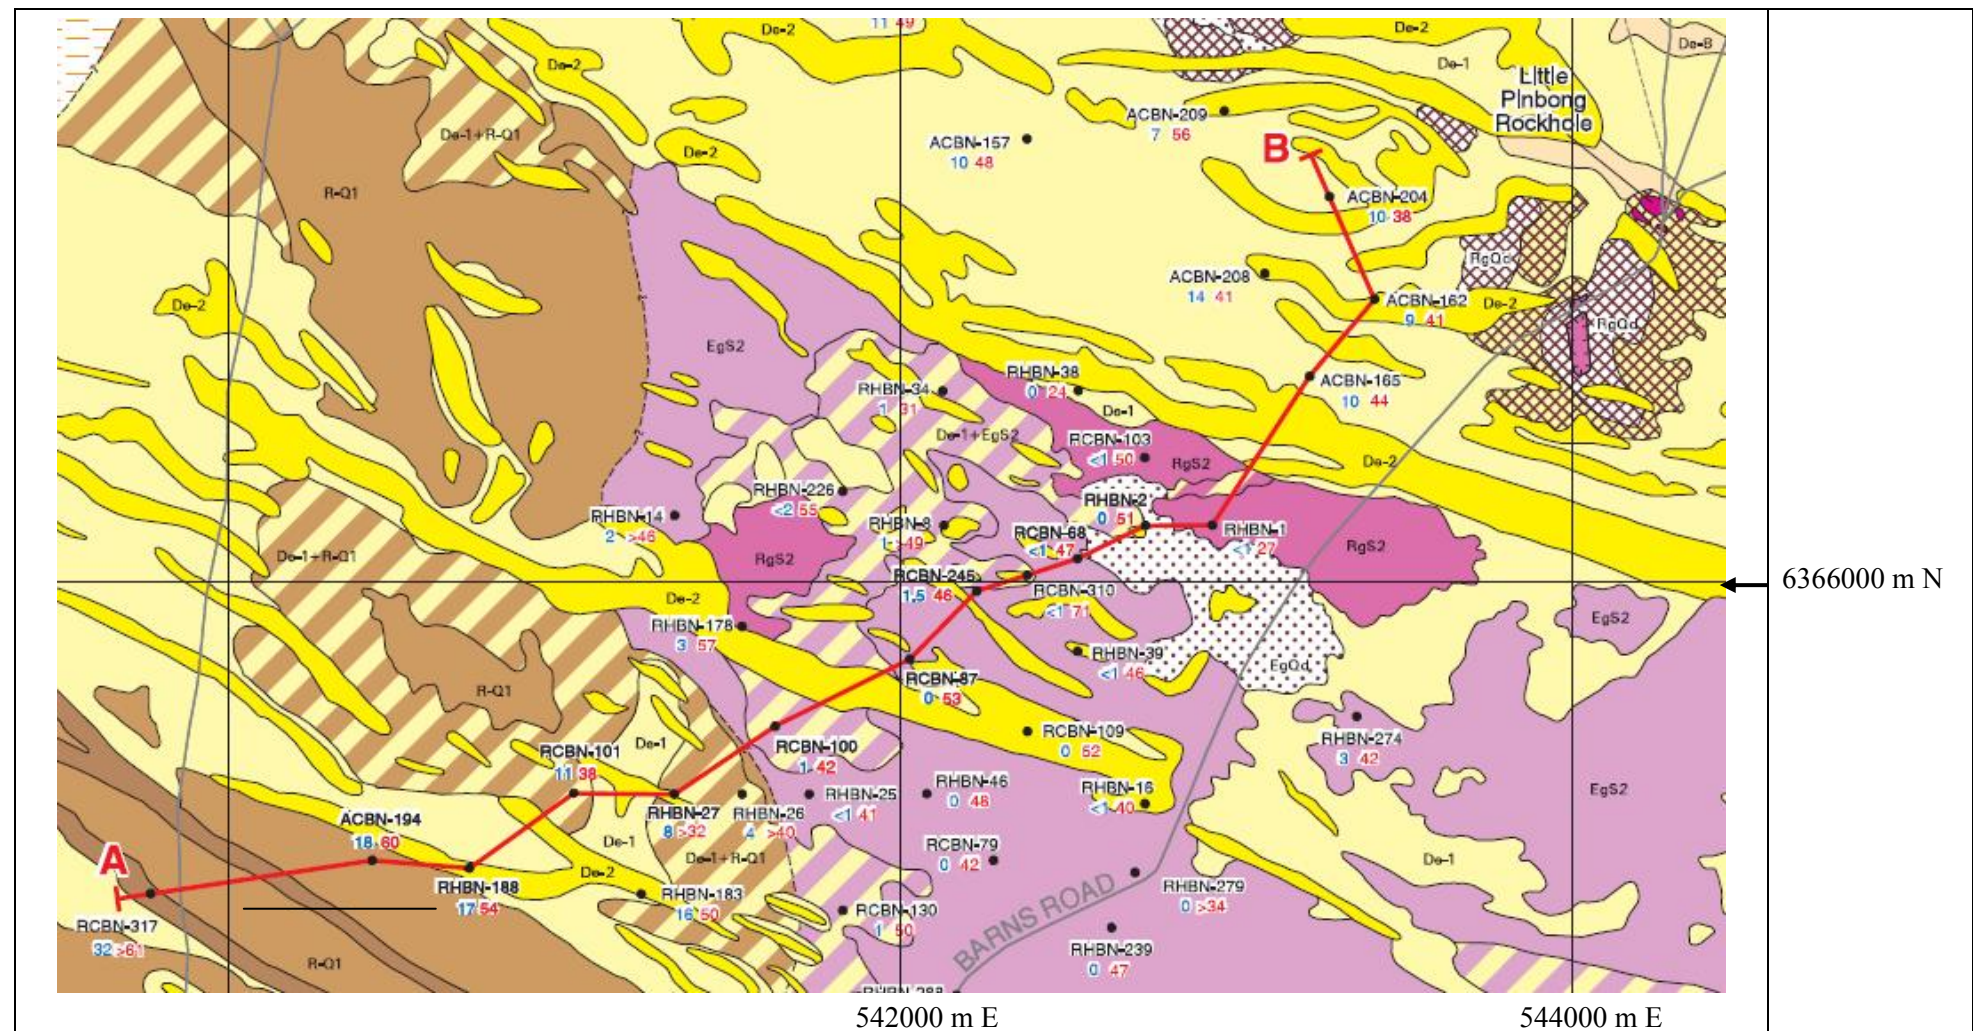 11 49
De-2
De-2
De-B
De-1
De-2
Little
Pinbong
Rockhole
De-1+R-Q1
ACBN-209
7 56
ACBN-157
10 48
B
De-2
R-Q1
ACBN-204
10 38
RgQd
ACBN-208
14 41
ACBN-162
9 41
De-2
De-2
RgQd
EgS2
RHBN-38
0 24
RHBN-34
1 31
ACBN-165
10 44
De-1
De-1+EgS2
RCBN-103
<1 50
RgS2
De-2
RHBN-226
<2 55
RHBN-2
0 51
RHBN-14
2 >46
RHBN-8
1 >49
RCBN-68
<1 47
RHBN-1
<1 27
RgS2
De-1+R-Q1
RgS2
RCBN-245
1.5 46
6366000 m N
RCBN-310
<1 71
De-2
RHBN-178
3 57
EgS2
RHBN-39
<1 46
EgQd
RCBN-87
0 53
R-Q1
RCBN-109
0 52
RHBN-274
3 42
De-1
RCBN-101
11 38
RCBN-100
1 42
RHBN-46
0 48
RHBN-16
<1 40
EgS2
RHBN-25
<1 41
RHBN-27
8 >32
RHBN-26
4 >40
ACBN-194
18 60
De-1
RCBN-79
0 42
De-1+R-Q1
De-1
A
De-2
RHBN-188
17 54
RHBN-183
16 50
RHBN-279
0 >34
RCBN-317
32 >61
RCBN-130
1 50
BARNS ROAD
RHBN-239
0 47
R-Q1
RHBN-288
542000 m E
544000 m E